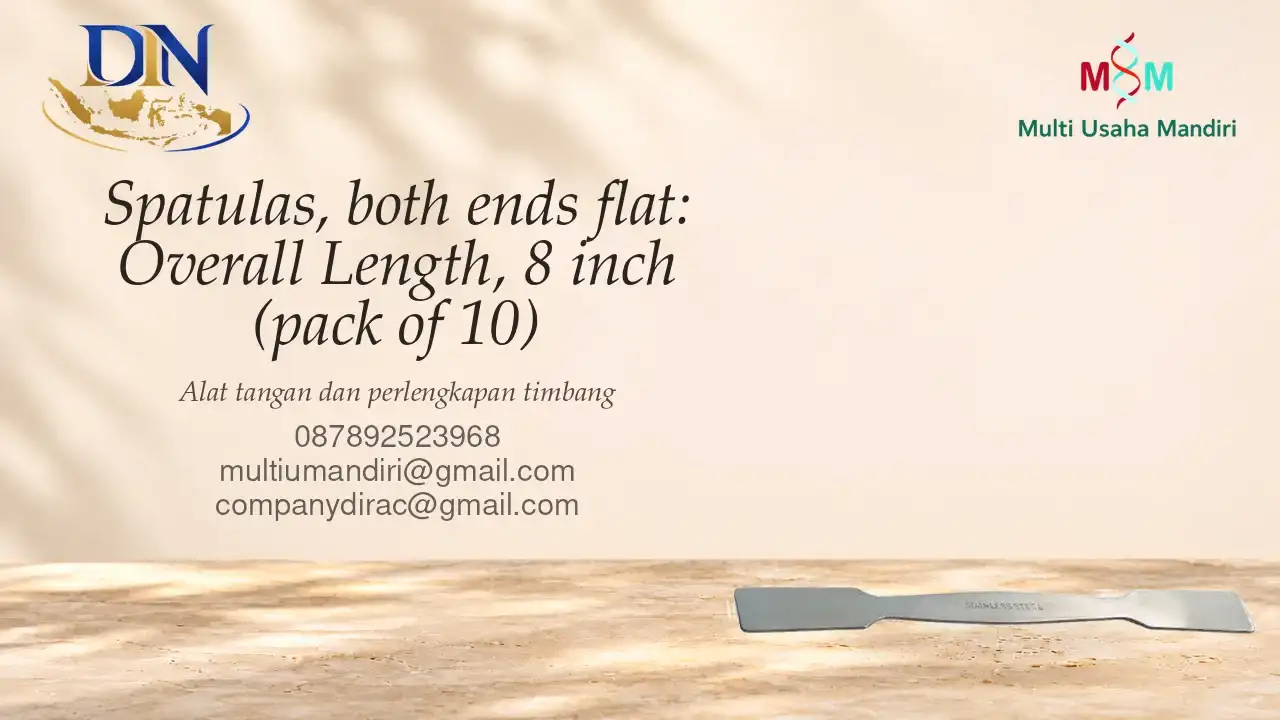 DIN
M M
Multi Usaha Mandiri
Spatulas, both ends flat:
Overall Length, 8 inch
(pack of 10)
Alat tangan dan perlengkapan timbang
087892523968
multiumandiri@gmail.com
companydirac@gmail.com